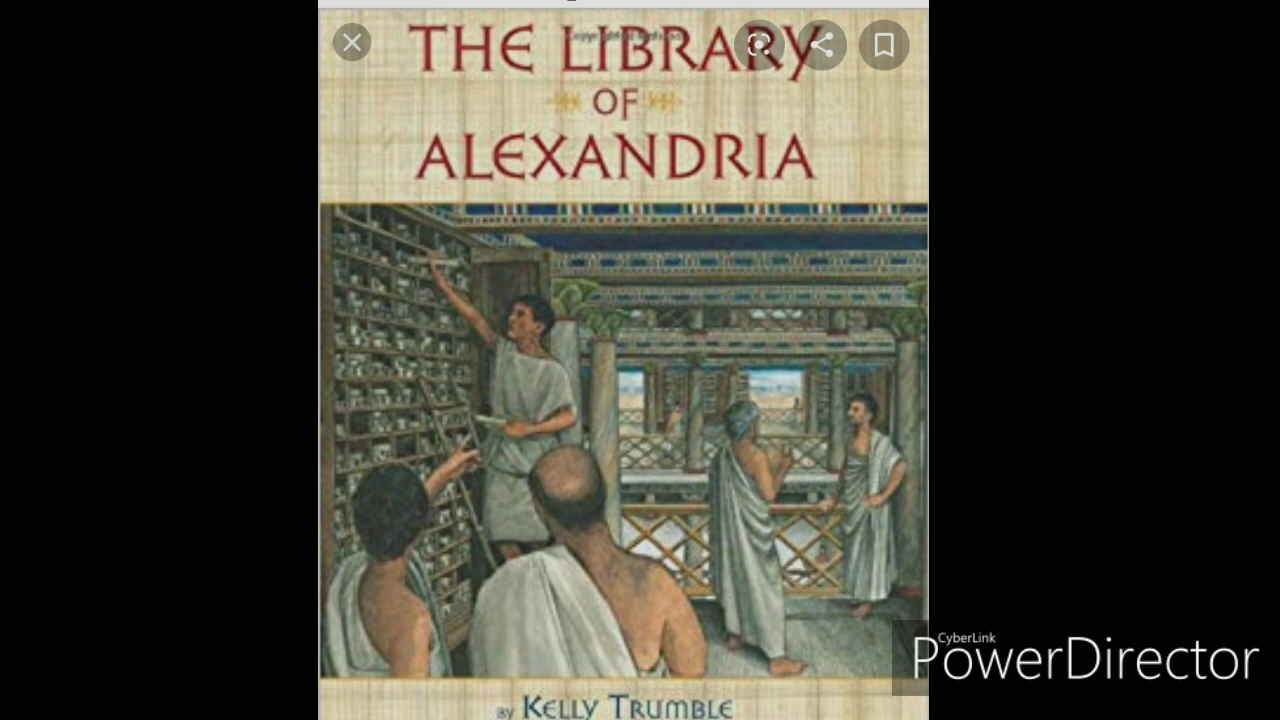 THE LIBRARY
OF
ALEXANDRIA
BY KELLY TRUMBLE
CyberLink
PowerDirector